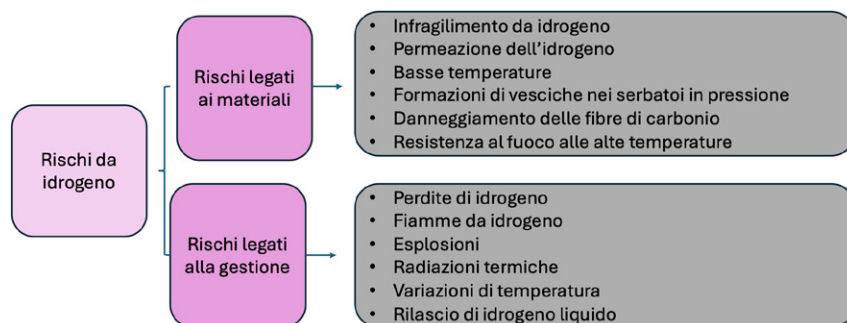 Rischi da
idrogeno
Rischi legati
ai materiali
• Infragilimento da idrogeno
• Permeazione dell'idrogeno
• Basse temperature
• Formazioni di vesciche nei serbatoi in pressione
• Danneggiamento delle fibre di carbonio
• Resistenza al fuoco alle alte temperature
Rischi legati
alla gestione
• Perdite di idrogeno
• Fiamme da idrogeno
• Esplosioni
• Radiazioni termiche
• Variazioni di temperatura
• Rilascio di idrogeno liquido